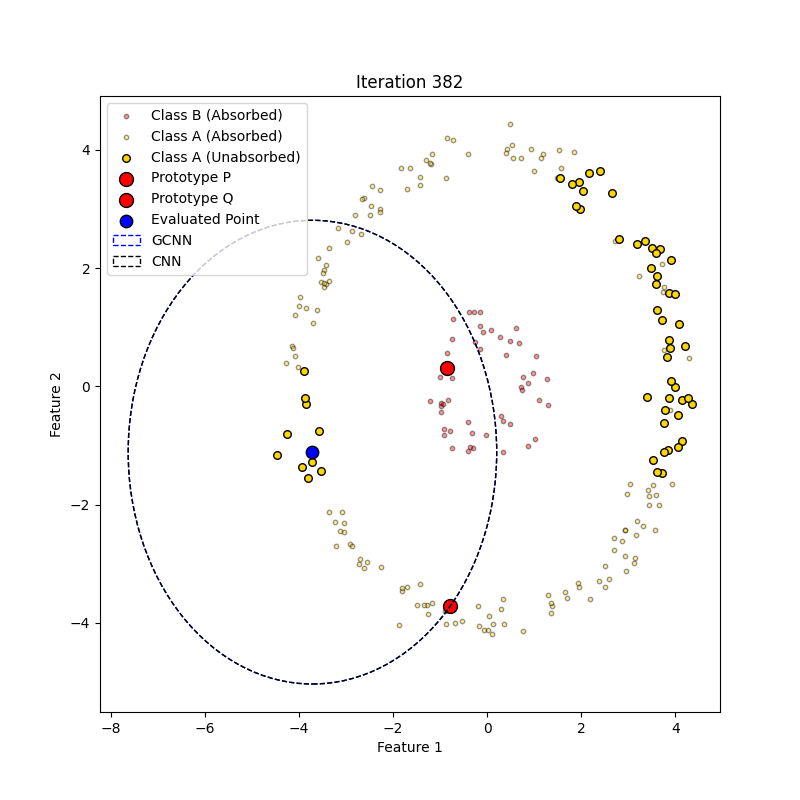 Iteration 382
Class B (Absorbed)
Class A (Absorbed)
Class A (Unabsorbed)
Prototype P
Prototype Q
Evaluated Point
GCNN
CNN
4
2
0
−2
−4
Feature 2
−8 −6 −4 −2 0 2 4
Feature 1